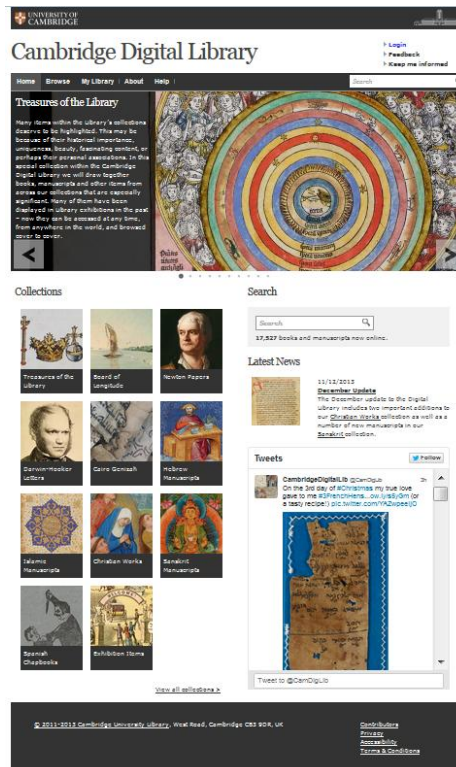 UNIVERSITY OF
CAMBRIDGE
Cambridge Digital Library
Login
Feedback
Keep me informed
Home Browse My Library About Help
Search
Treasures of the Library
Many items within the Library's collections
deserve to be highlighted. This may be
because of their historical importance,
uniqueness, beauty, fascinating content, or
perhaps their personal associations. In this
special collection within the Cambridge
Digital Library we will draw together
books, manuscripts and other items from
across our collections that are especially
significant. Many of them have been
displayed in Library exhibitions in the past
- now they can be accessed at any time,
from anywhere in the world, and browsed
cover to cover.
Collections
Treasures of the
Library
Board of
Longitude
Newton Papers
Darwin-Hooker
Letters
Cairo Genizah
Hebrew
Manuscripts
Islamic
Manuscripts
Christian Works
Sanskrit
Manuscripts
Spanish
Chapbooks
Exhibition Items
View all collections >
Search
Search
17,527 books and manuscripts now online.
Latest News
11/12/2013
December Update
The December update to the Digital
Library includes two important additions to
our Christian Works collection as well as a
number of new manuscripts in our
Sanskrit collection.
Tweets
Follow
CambridgeDigitalLib @CamDigLib
On the 3rd day of #Christmas my true love
gave to me #3FrenchHens... (or
a tasty recipe!)
Tweet to @CamDigLib
© 2011-2013 Cambridge University Library, West Road, Cambridge CB3 9DR, UK
Contributors
Privacy
Accessibility
Terms & Conditions